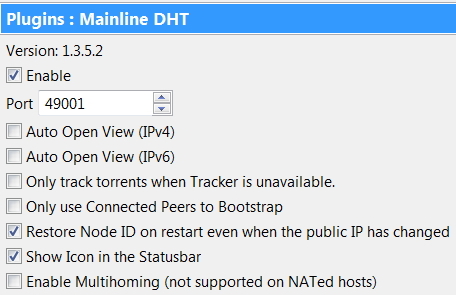 Plugins : Mainline DHT
Version: 1.3.5.2
Enable
Port 49001
Auto Open View (IPv4)
Auto Open View (IPv6)
Only track torrents when Tracker is unavailable.
Only use Connected Peers to Bootstrap
Restore Node ID on restart even when the public IP has changed
Show Icon in the Statusbar
Enable Multihoming (not supported on NATed hosts)